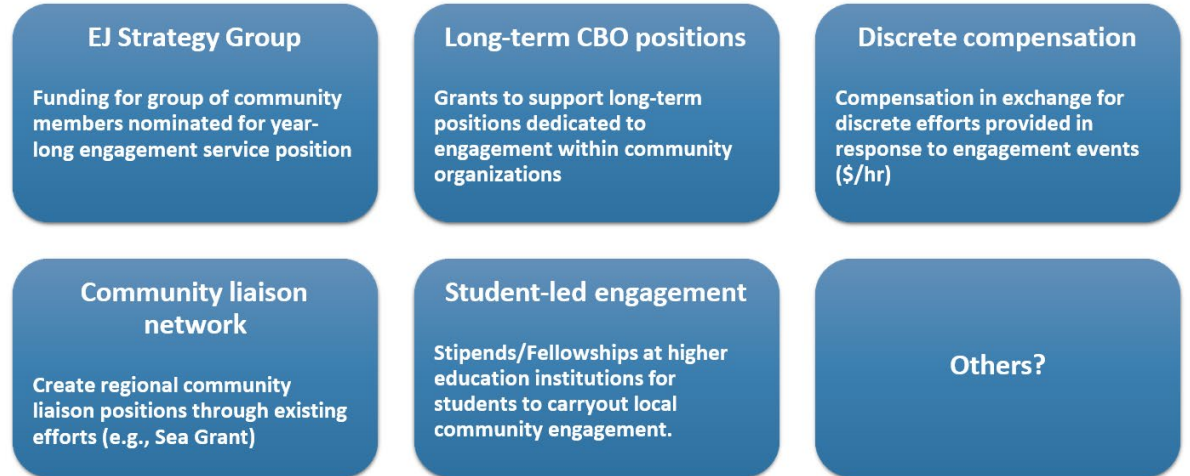 EJ Strategy Group
Funding for group of community
members nominated for year-
long engagement service position
Long-term CBO positions
Grants to support long-term
positions dedicated to
engagement within community
organizations
Discrete compensation
Compensation in exchange for
discrete efforts provided in
response to engagement events
($/hr)
Community liaison
network
Create regional community
liaison positions through existing
efforts (e.g., Sea Grant)
Student-led engagement
Stipends/Fellowships at higher
education institutions for
students to carryout local
community engagement.
Others?